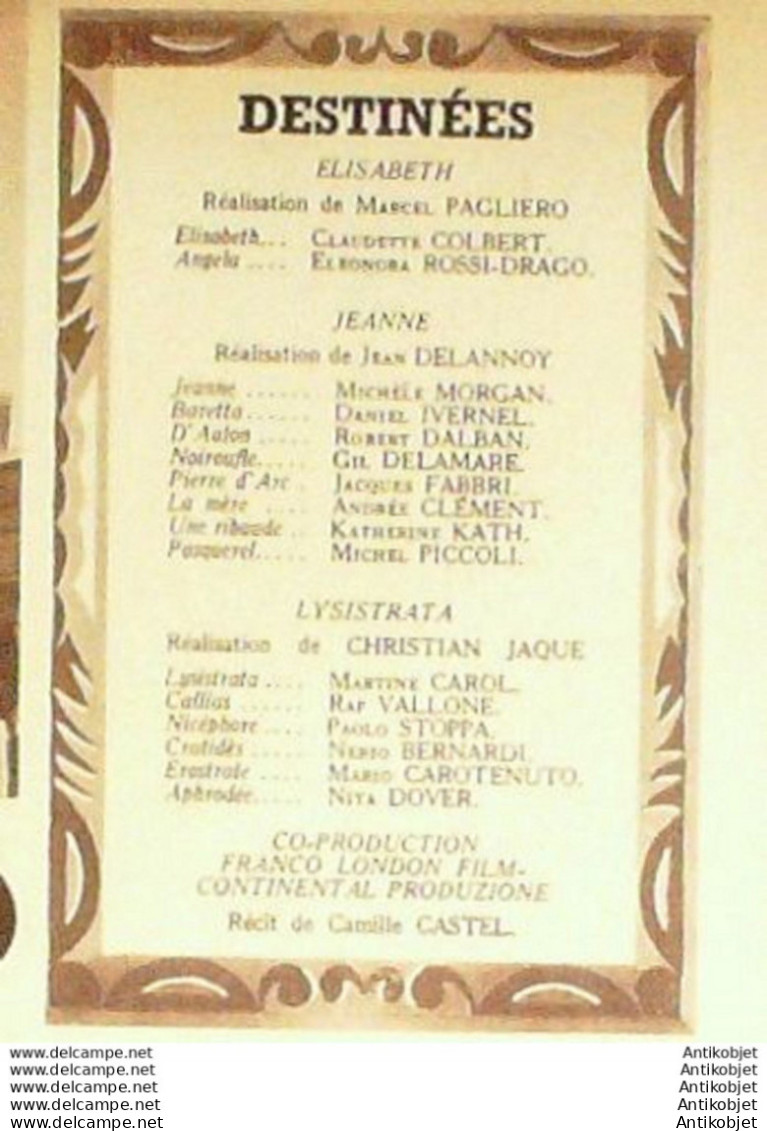 DESTINÉES
ELISABETH
Réalisation de MARCEL PAGLIERO
Elisabeth... CLAUDETTE COLBERT.
Angela .... ELEONORA ROSSI-DRAGO.
JEANNE
Réalisation de JEAN DELANNOY
Jeanne ...... MICHÈLE MORGAN.
Baretta...... DANIEL IVERNEL.
D'Aulon ..... ROBERT DALBAN.
Noiroufle..... GIL DELAMARE.
Pierre d'Arc . JACQUES FABBRI.
La mère .... ANDRÉE CLÉMENT.
Une ribaude .. KATHERINE KATH.
Pasquerel..... MICHEL PICCOLI.
LYSISTRATA
Réalisation de CHRISTIAN JAQUE
Lysistrata .... MARTINE CAROL.
Callias ...... RAF VALLONE.
Nicéphore .... PAOLO STOPPA.
Cratidès ...... NERIO BERNARDI.
Erostrate .... MARIO CAROTENUTO.
Aphrodée..... NITA DOVER.
CO-PRODUCTION
FRANCO LONDON FILM-
CONTINENTAL PRODUZIONE
Récit de Camille CASTEL.
www.delcampe.net Antikobjet
www.delcampe.net Antikobjet
www.delcampe.net Antikobjet
www.delcampe.net Antikobjet
www.delcampe.net Antikobjet